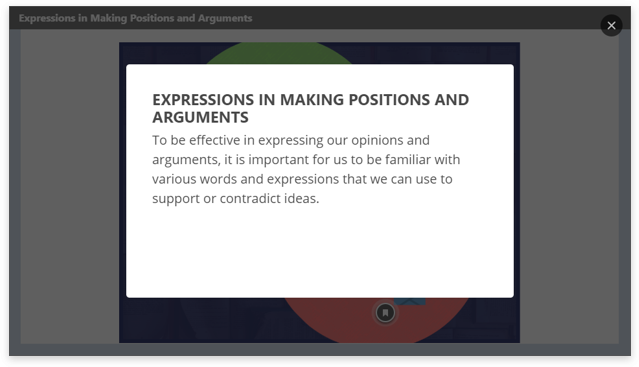 Expressions in Making Positions and Arguments
EXPRESSIONS IN MAKING POSITIONS AND
ARGUMENTS
To be effective in expressing our opinions and
arguments, it is important for us to be familiar with
various words and expressions that we can use to
support or contradict ideas.